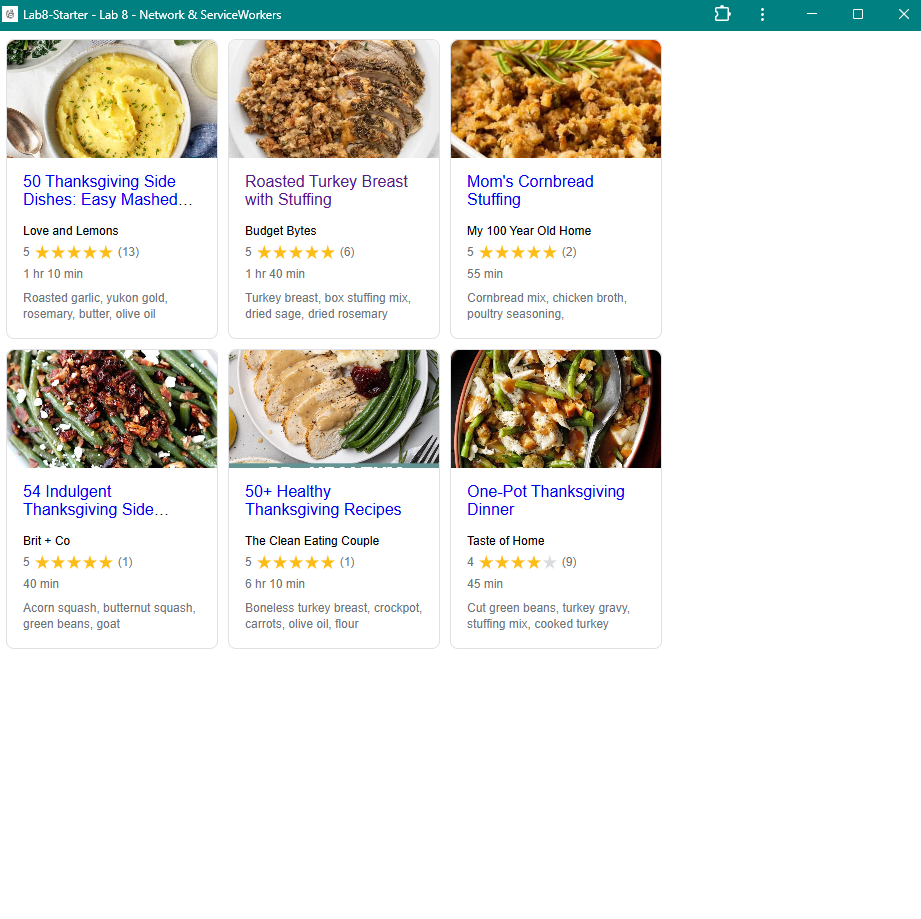 Lab8-Starter - Lab 8 - Network & ServiceWorkers
50 Thanksgiving Side
Dishes: Easy Mashed…
Love and Lemons
5 (13)
1 hr 10 min
Roasted garlic, yukon gold,
rosemary, butter, olive oil
Roasted Turkey Breast
with Stuffing
Budget Bytes
5 (6)
1 hr 40 min
Turkey breast, box stuffing mix,
dried sage, dried rosemary
Mom's Cornbread
Stuffing
My 100 Year Old Home
5 (2)
55 min
Cornbread mix, chicken broth,
poultry seasoning,
54 Indulgent
Thanksgiving Side…
Brit + Co
5 (1)
40 min
Acorn squash, butternut squash,
green beans, goat
50+ Healthy
Thanksgiving Recipes
The Clean Eating Couple
5 (1)
6 hr 10 min
Boneless turkey breast, crockpot,
carrots, olive oil, flour
One-Pot Thanksgiving
Dinner
Taste of Home
4 (9)
45 min
Cut green beans, turkey gravy,
stuffing mix, cooked turkey